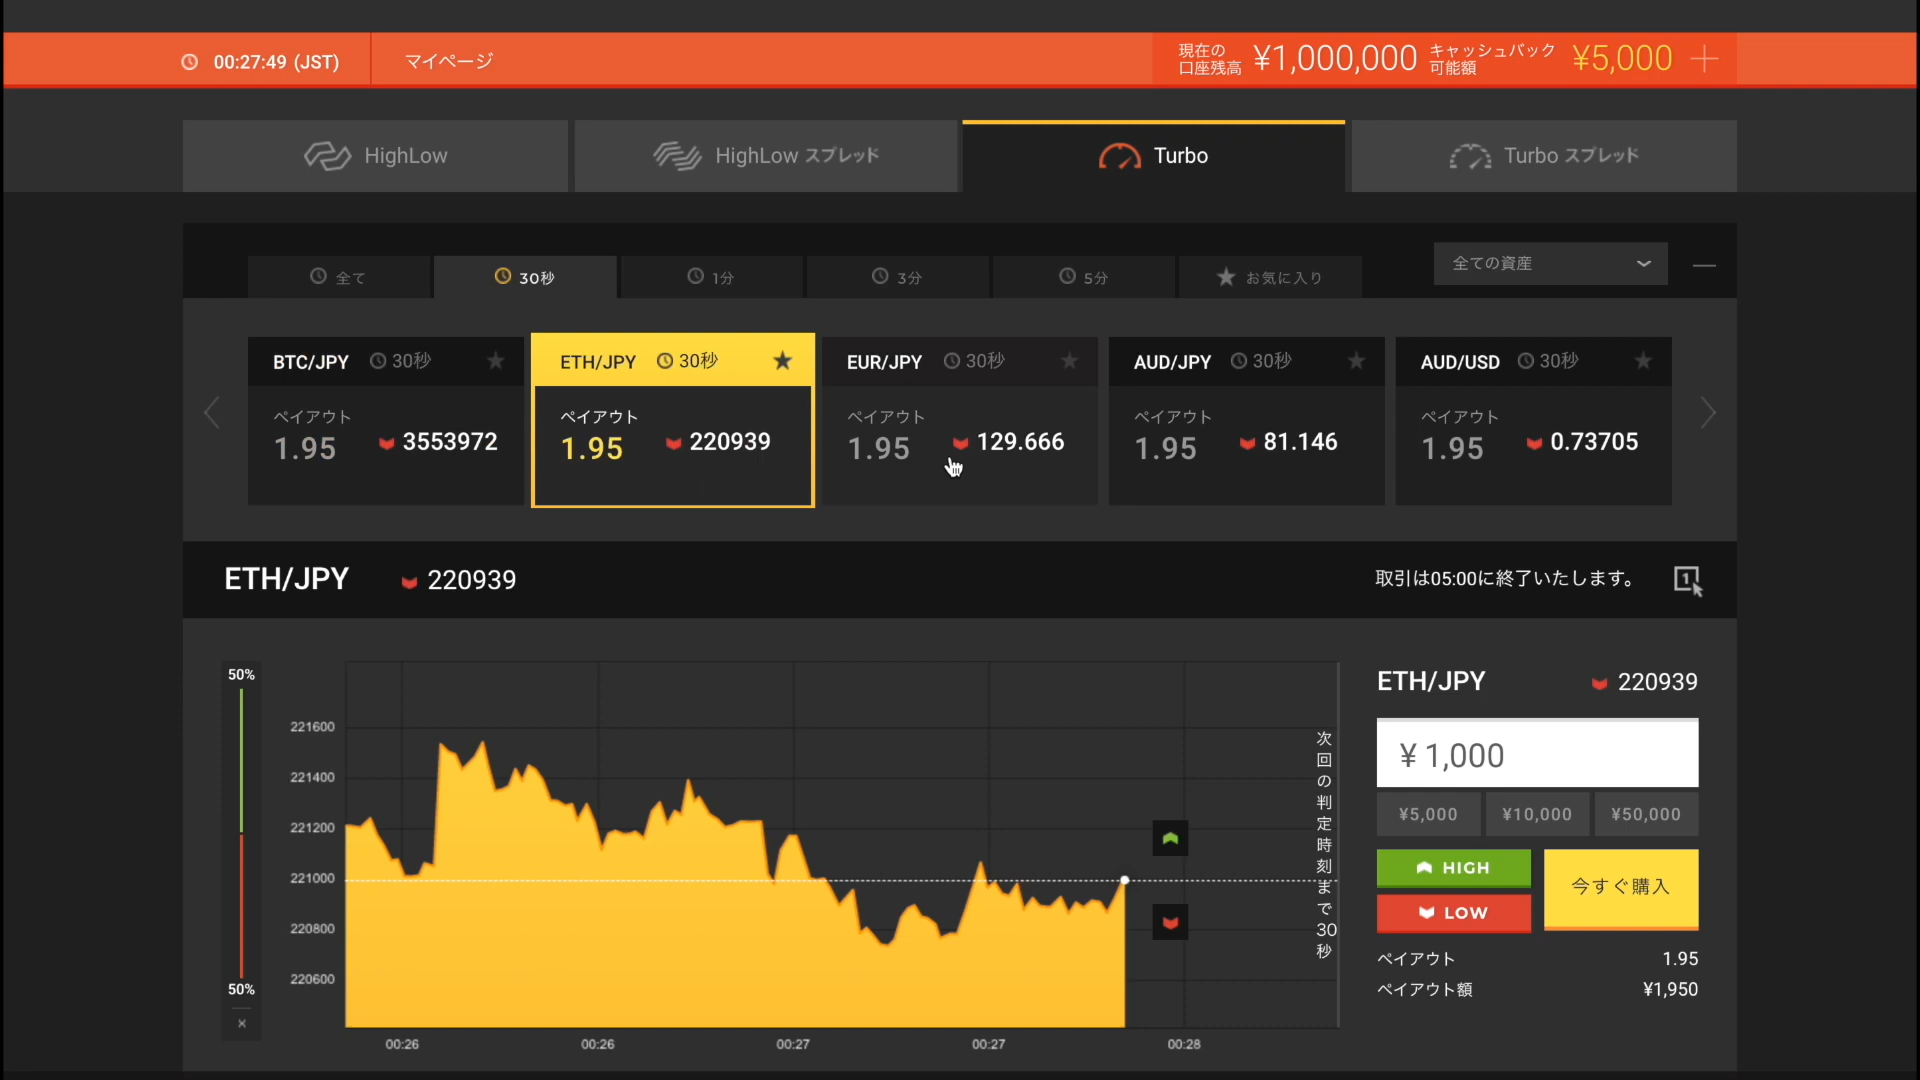 00:27:49 (JST)
マイページ
現在の
口座残高
¥1,000,000
キャッシュバック
可能額
¥5,000
HighLow
HighLow スプレッド
Turbo
Turbo スプレッド
全て
30秒
1分
3分
5分
お気に入り
全ての資産
BTC/JPY 30秒
ペイアウト
1.95
3553972
ETH/JPY 30秒
ペイアウト
1.95
220939
EUR/JPY 30秒
ペイアウト
1.95
129.666
AUD/JPY 30秒
ペイアウト
1.95
81.146
AUD/USD 30秒
ペイアウト
1.95
0.73705
ETH/JPY 220939
取引は05:00に終了いたします。
1
50%
50%
221600
221400
221200
221000
220800
220600
00:26
00:26
00:27
00:27
00:28
次回の判定時刻まで30秒
ETH/JPY 220939
¥ 1,000
¥5,000
¥10,000
¥50,000
HIGH
LOW
今すぐ購入
ペイアウト 1.95
ペイアウト額 ¥1,950